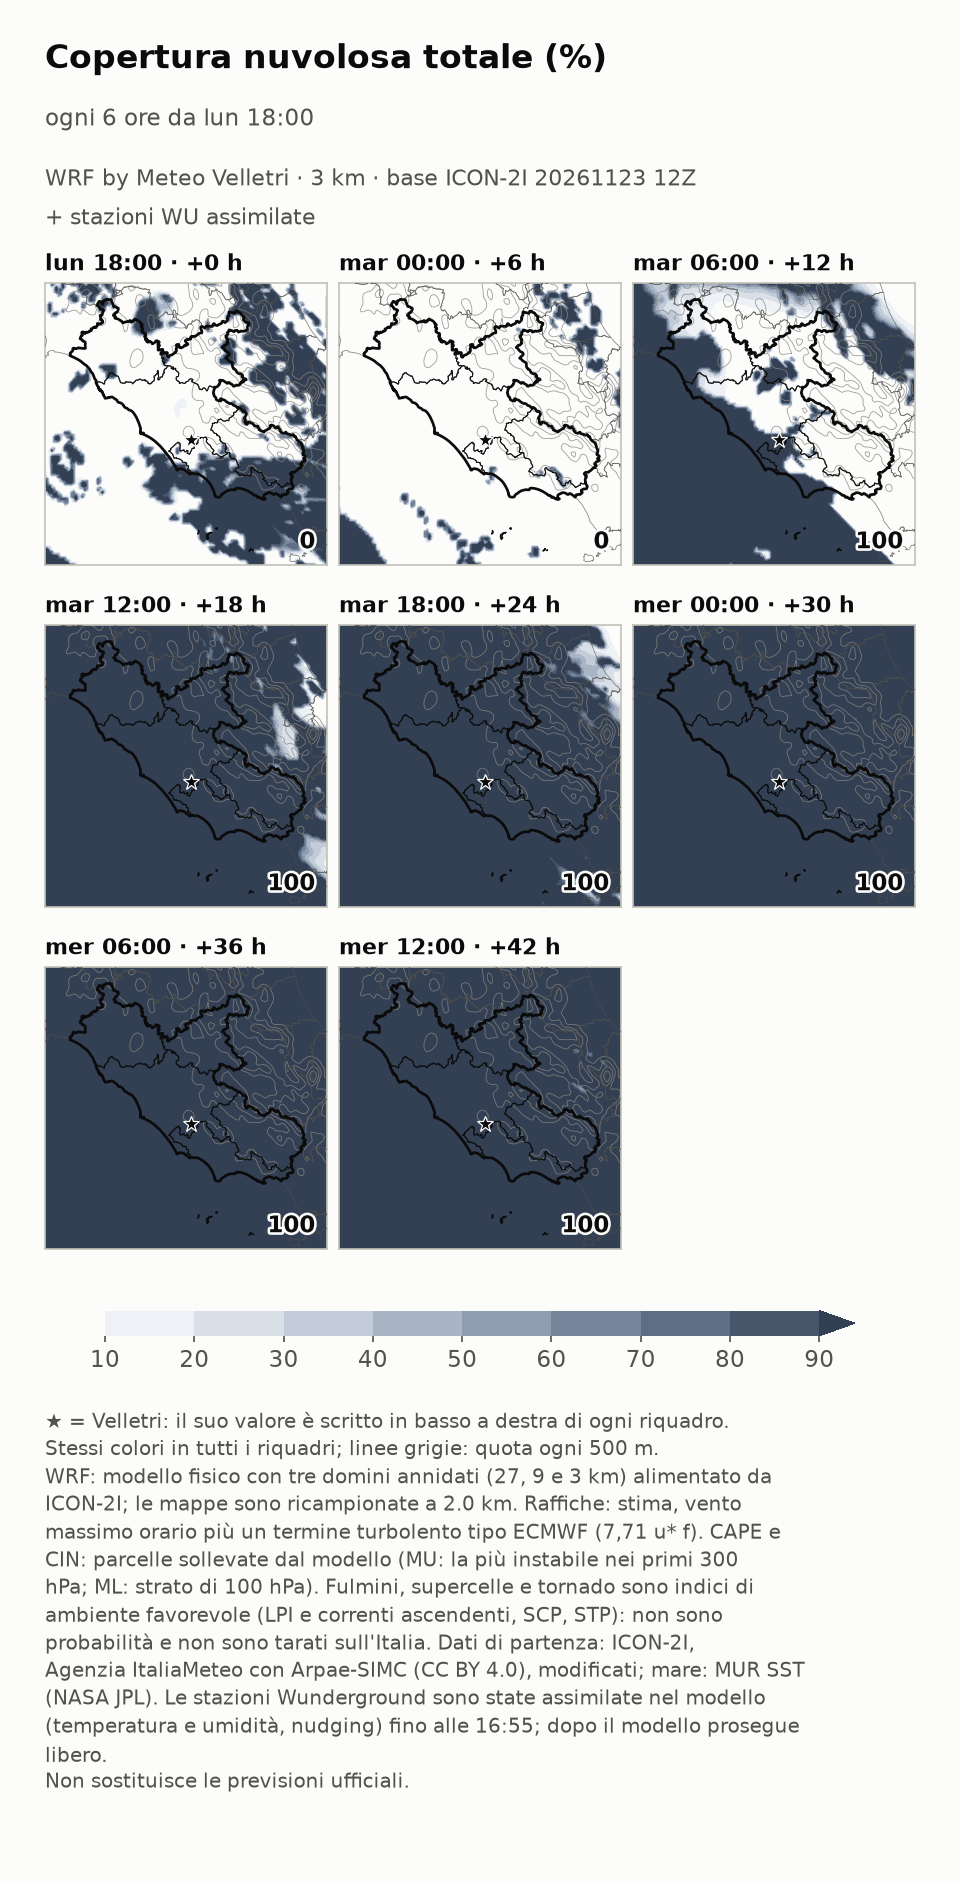 Copertura nuvolosa totale (%)
ogni 6 ore da lun 18:00
WRF by Meteo Velletri · 3 km · base ICON-2I 20261123 12Z
+ stazioni WU assimilate
lun 18:00 · +0 h
mar 00:00 · +6 h
mar 06:00 · +12 h
0
0
100
mar 12:00 · +18 h
mar 18:00 · +24 h
mer 00:00 · +30 h
100
100
100
mer 06:00 · +36 h
mer 12:00 · +42 h
100
100
10 20 30 40 50 60 70 80 90
★ = Velletri: il suo valore è scritto in basso a destra di ogni riquadro.
Stessi colori in tutti i riquadri; linee grigie: quota ogni 500 m.
WRF: modello fisico con tre domini annidati (27, 9 e 3 km) alimentato da
ICON-2I; le mappe sono ricampionate a 2.0 km. Raffiche: stima, vento
massimo orario più un termine turbolento tipo ECMWF (7,71 u* f). CAPE e
CIN: parcelle sollevate dal modello (MU: la più instabile nei primi 300
hPa; ML: strato di 100 hPa). Fulmini, supercelle e tornado sono indici di
ambiente favorevole (LPI e correnti ascendenti, SCP, STP): non sono
probabilità e non sono tarati sull'Italia. Dati di partenza: ICON-2I,
Agenzia ItaliaMeteo con Arpae-SIMC (CC BY 4.0), modificati; mare: MUR SST
(NASA JPL). Le stazioni Wunderground sono state assimilate nel modello
(temperatura e umidità, nudging) fino alle 16:55; dopo il modello prosegue
libero.
Non sostituisce le previsioni ufficiali.